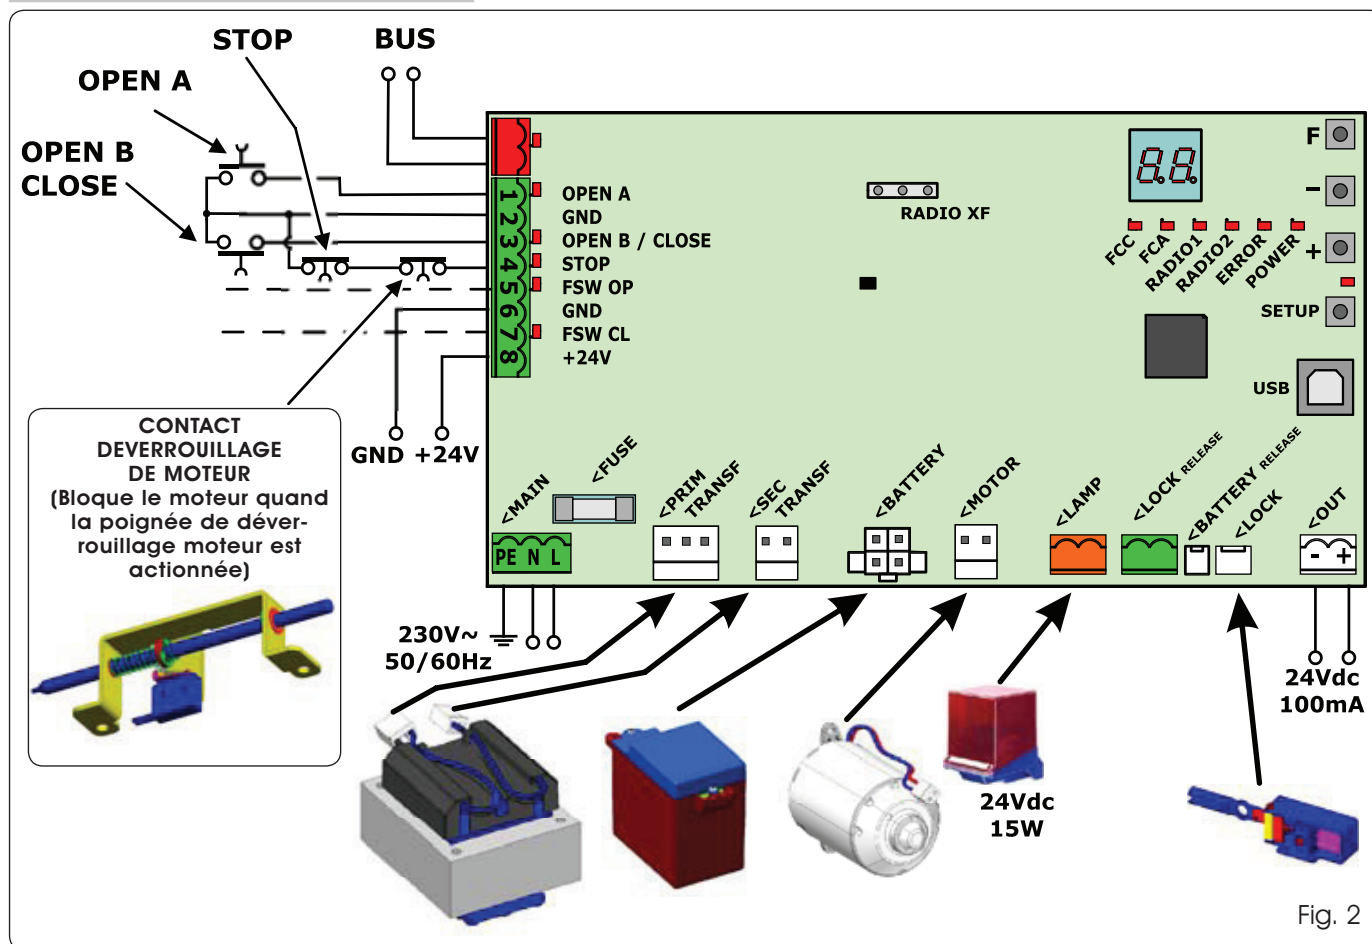 STOP
BUS
OPEN A
OPEN B
CLOSE
1 OPEN A
2 GND
3 OPEN B / CLOSE
4 STOP
5 FSW OP
6 GND
7 FSW CL
8 +24V
RADIO XF
8.8.
F
-
+
FCC
FCA
RADIO1
RADIO2
ERROR
POWER
SETUP
USB
GND +24V
CONTACT
DEVERROUILLAGE
DE MOTEUR
(Bloque le moteur quand
la poignée de déver-
rouillage moteur est
actionnée)
<MAIN
<FUSE
<PRIM
TRANSF
<SEC
TRANSF
<BATTERY
<MOTOR
<LAMP
<LOCK RELEASE
<BATTERY RELEASE
<LOCK
<OUT
PE N L
- +
230V~
50/60Hz
24Vdc
15W
24Vdc
100mA
Fig. 2